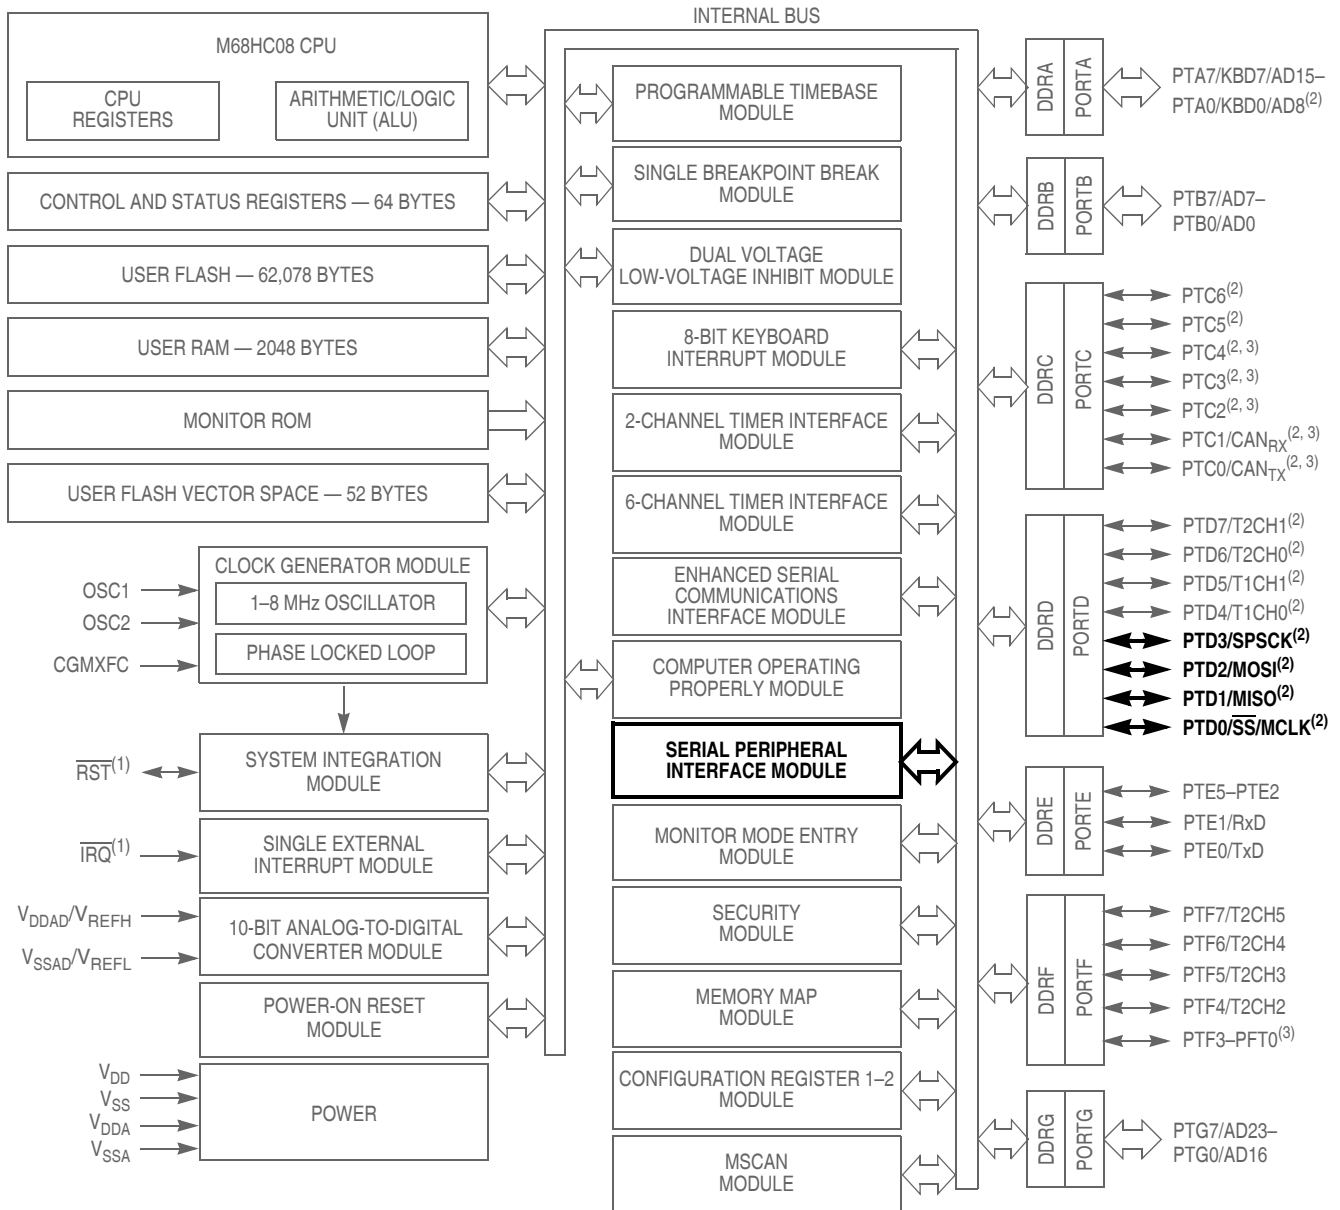 INTERNAL BUS
M68HC08 CPU
CPU
REGISTERS
ARITHMETIC/LOGIC
UNIT (ALU)
CONTROL AND STATUS REGISTERS — 64 BYTES
USER FLASH — 62,078 BYTES
USER RAM — 2048 BYTES
MONITOR ROM
USER FLASH VECTOR SPACE — 52 BYTES
CLOCK GENERATOR MODULE
1–8 MHz OSCILLATOR
PHASE LOCKED LOOP
OSC1
OSC2
CGMXFC
SYSTEM INTEGRATION
MODULE
RST(1)
SINGLE EXTERNAL
INTERRUPT MODULE
IRQ(1)
10-BIT ANALOG-TO-DIGITAL
CONVERTER MODULE
VDDAD/VREFH
VSSAD/VREFL
POWER-ON RESET
MODULE
POWER
VDD
VSS
VDDA
VSSA
PROGRAMMABLE TIMEBASE
MODULE
SINGLE BREAKPOINT BREAK
MODULE
DUAL VOLTAGE
LOW-VOLTAGE INHIBIT MODULE
8-BIT KEYBOARD
INTERRUPT MODULE
2-CHANNEL TIMER INTERFACE
MODULE
6-CHANNEL TIMER INTERFACE
MODULE
ENHANCED SERIAL
COMMUNICATIONS
INTERFACE MODULE
COMPUTER OPERATING
PROPERLY MODULE
SERIAL PERIPHERAL
INTERFACE MODULE
MONITOR MODE ENTRY
MODULE
SECURITY
MODULE
MEMORY MAP
MODULE
CONFIGURATION REGISTER 1–2
MODULE
MSCAN
MODULE
DDRA
PORTA
PTA7/KBD7/AD15–
PTA0/KBD0/AD8(2)
DDRB
PORTB
PTB7/AD7–
PTB0/AD0
DDRC
PORTC
PTC6(2)
PTC5(2)
PTC4(2, 3)
PTC3(2, 3)
PTC2(2, 3)
PTC1/CANRX(2, 3)
PTC0/CANTX(2, 3)
DDRD
PORTD
PTD7/T2CH1(2)
PTD6/T2CH0(2)
PTD5/T1CH1(2)
PTD4/T1CH0(2)
PTD3/SPSCK(2)
PTD2/MOSI(2)
PTD1/MISO(2)
PTD0/SS/MCLK(2)
DDRE
PORTE
PTE5–PTE2
PTE1/RxD
PTE0/TxD
DDRF
PORTF
PTF7/T2CH5
PTF6/T2CH4
PTF5/T2CH3
PTF4/T2CH2
PTF3–PFT0(3)
DDRG
PORTG
PTG7/AD23–
PTG0/AD16